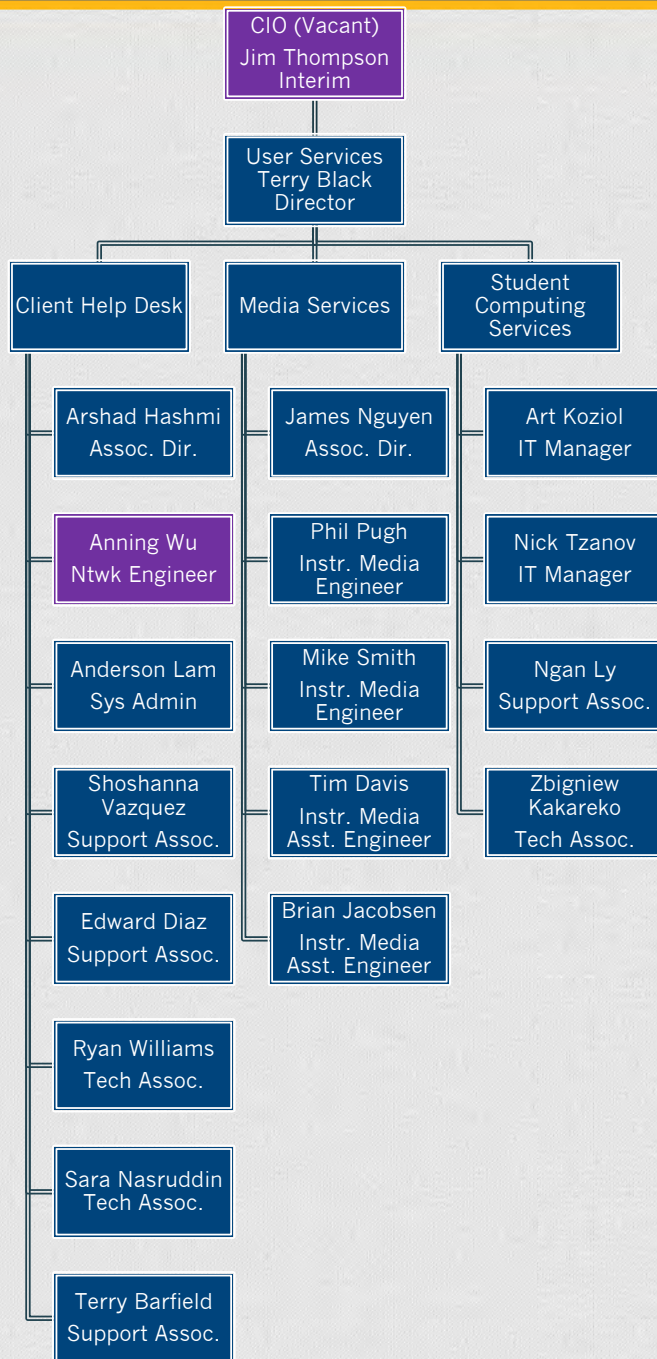 CIO (Vacant)
Jim Thompson
Interim
User Services
Terry Black
Director
Client Help Desk
Media Services
Student
Computing
Services
Arshad Hashmi
Assoc. Dir.
Anning Wu
Ntwk Engineer
Anderson Lam
Sys Admin
Shoshanna
Vazquez
Support Assoc.
Edward Diaz
Support Assoc.
Ryan Williams
Tech Assoc.
Sara Nasruddin
Tech Assoc.
Terry Barfield
Support Assoc.
James Nguyen
Assoc. Dir.
Phil Pugh
Instr. Media
Engineer
Mike Smith
Instr. Media
Engineer
Tim Davis
Instr. Media
Asst. Engineer
Brian Jacobsen
Instr. Media
Asst. Engineer
Art Koziol
IT Manager
Nick Tzanov
IT Manager
Ngan Ly
Support Assoc.
Zbigniew
Kakareko
Tech Assoc.